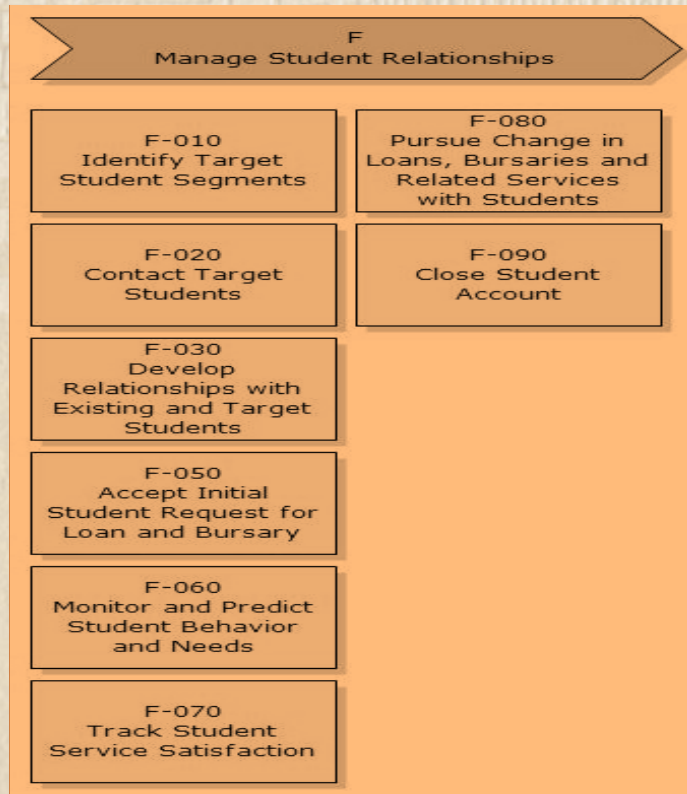 F
Manage Student Relationships
F-010
Identify Target
Student Segments
F-020
Contact Target
Students
F-030
Develop
Relationships with
Existing and Target
Students
F-050
Accept Initial
Student Request for
Loan and Bursary
F-060
Monitor and Predict
Student Behavior
and Needs
F-070
Track Student
Service Satisfaction
F-080
Pursue Change in
Loans, Bursaries and
Related Services
with Students
F-090
Close Student
Account